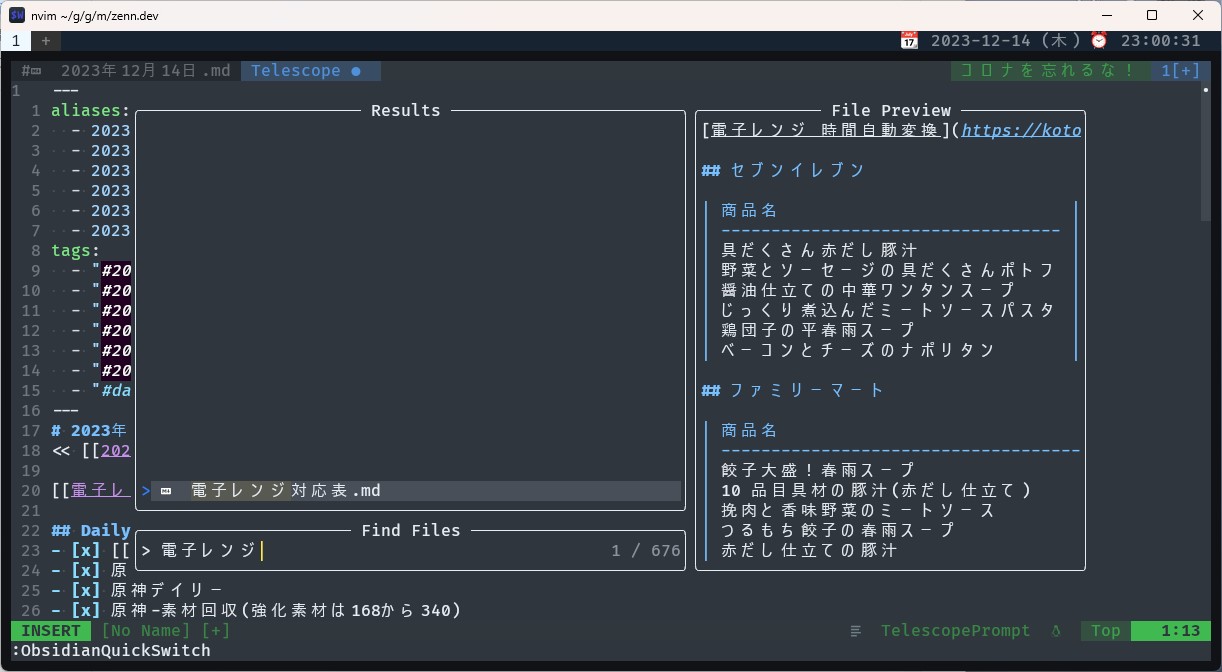 nvim ~/g/g/m/zenn.dev
1 + 2023-12-14 (木) 23:00:31
# 2023年12月14日.md Telescope ● コロナを忘れるな! 1[+]
1 ---
1 aliases:
2 - 2023
3 - 2023
4 - 2023
5 - 2023
6 - 2023
7 - 2023
8 tags:
9 - "#20
10 - "#20
11 - "#20
12 - "#20
13 - "#20
14 - "#20
15 - "#da
16 ---
17 # 2023年
18 << [[202
19
20 [[電子レ
21
22 ## Daily
23 - [x] [[
24 - [x] 原
25 - [x] 原神デイリー
26 - [x] 原神-素材回収(強化素材は168から340)
Results
> 電子レンジ対応表.md
Find Files
> 電子レンジ 1 / 676
File Preview
[電子レンジ 時間自動変換](https://koto
## セブンイレブン
商品名
----------------------------------
具だくさん赤だし豚汁
野菜とソーセージの具だくさんポトフ
醤油仕立ての中華ワンタンスープ
じっくり煮込んだミートソースパスタ
鶏団子の平春雨スープ
ベーコンとチーズのナポリタン
## ファミリーマート
商品名
------------------------------------
餃子大盛!春雨スープ
10 品目具材の豚汁(赤だし仕立て)
挽肉と香味野菜のミートソース
つるもち餃子の春雨スープ
赤だし仕立ての豚汁
INSERT [No Name] [+] TelescopePrompt Top 1:13
:ObsidianQuickSwitch